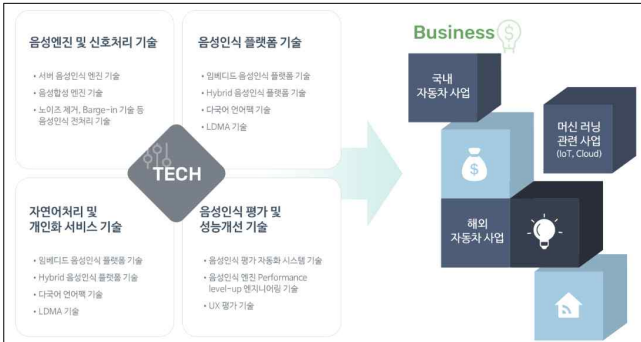 음성엔진 및 신호처리 기술
• 서버 음성인식 엔진 기술
• 음성합성 엔진 기술
• 노이즈 제거, Barge-in 기술 등
음성인식 전처리 기술
음성인식 플랫폼 기술
• 임베디드 음성인식 플랫폼 기술
• Hybrid 음성인식 플랫폼 기술
• 다국어 언어팩 기술
• LDMA 기술
TECH
자연어처리 및
개인화 서비스 기술
• 임베디드 음성인식 플랫폼 기술
• Hybrid 음성인식 플랫폼 기술
• 다국어 언어팩 기술
• LDMA 기술
음성인식 평가 및
성능개선 기술
• 음성인식 평가 자동화 시스템 기술
• 음성인식 엔진 Performance
level-up 엔지니어링 기술
• UX 평가 기술
Business
$
국내
자동차 사업
머신 러닝
관련 사업
(IoT, Cloud)
$
해외
자동차 사업